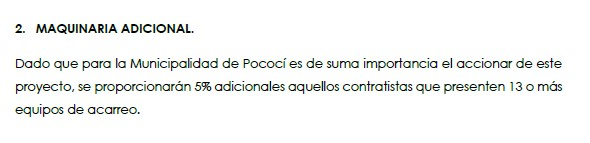 2. MAQUINARIA ADICIONAL.
Dado que para la Municipalidad de Pococí es de suma importancia el accionar de este
proyecto, se proporcionarán 5% adicionales aquellos contratistas que presenten 13 o más
equipos de acarreo.